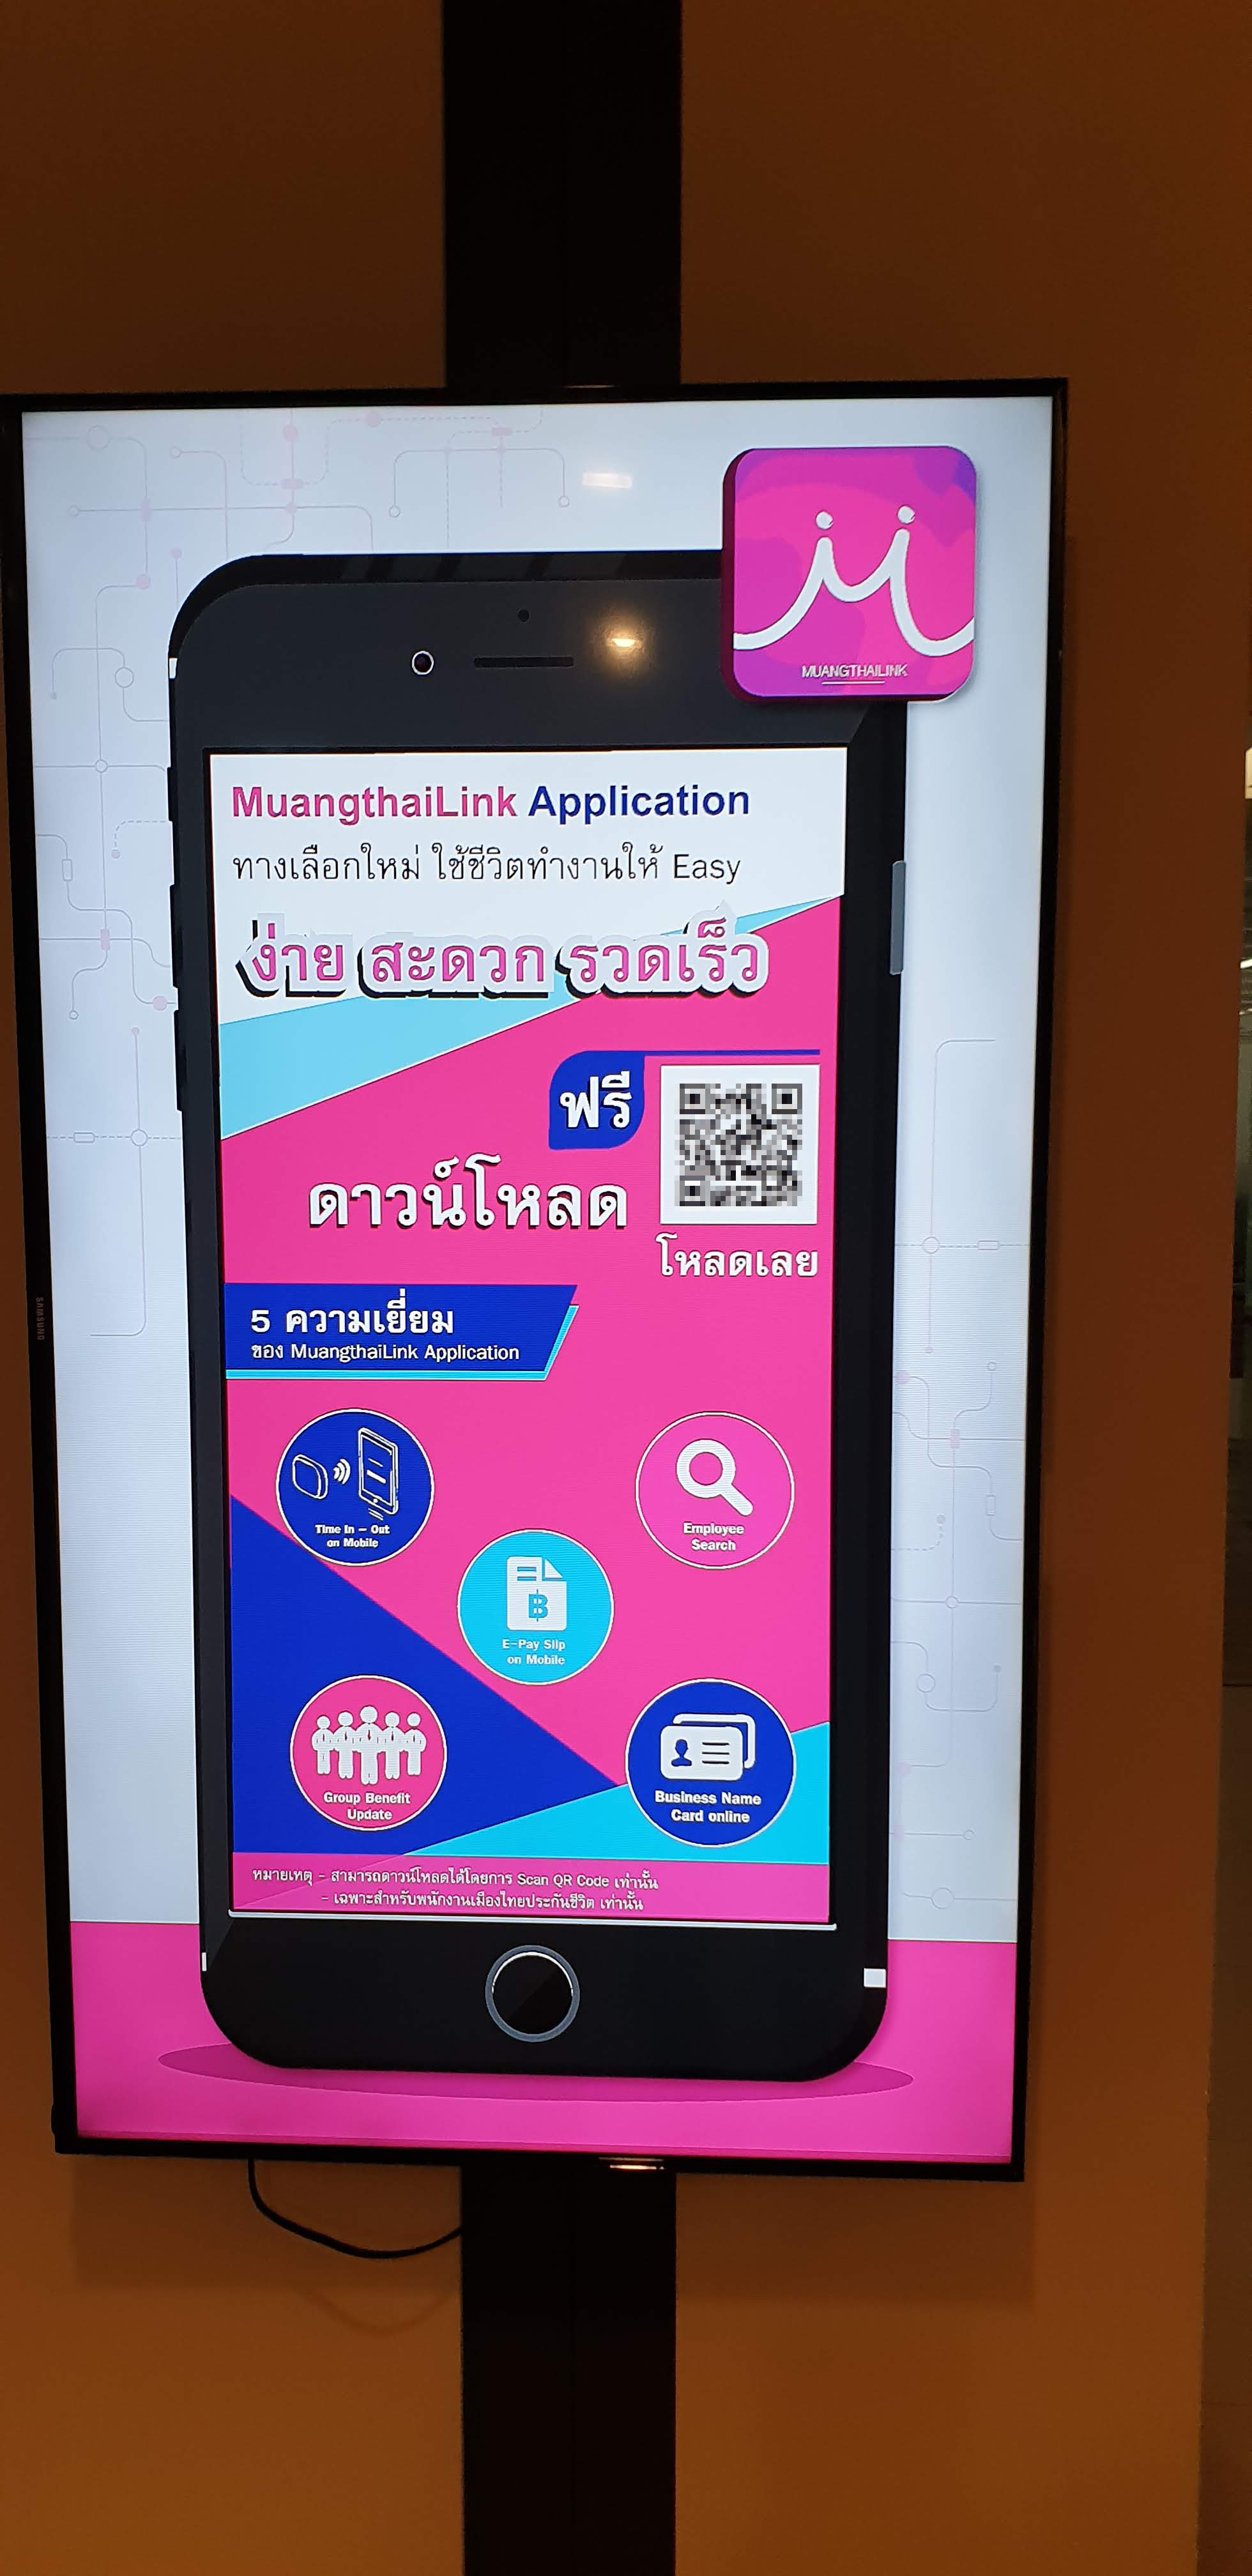 MUANGTHAILINK
MuangthaiLink Application
ทางเลือกใหม่ ใช้ชีวิตทำงานให้ Easy
ง่าย สะดวก รวดเร็ว
ฟรี
ดาวน์โหลด
โหลดเลย
5 ความเยี่ยม
ของ MuangthaiLink Application
Time In - Out
on Mobile
Employee
Search
E-Pay Slip
on Mobile
Group Benefit
Update
Business Name
Card online
หมายเหตุ - สามารถดาวน์โหลดได้โดยการ Scan QR Code เท่านั้น
- เฉพาะสำหรับพนักงานเมืองไทยประกันชีวิต เท่านั้น
SAMSUNG